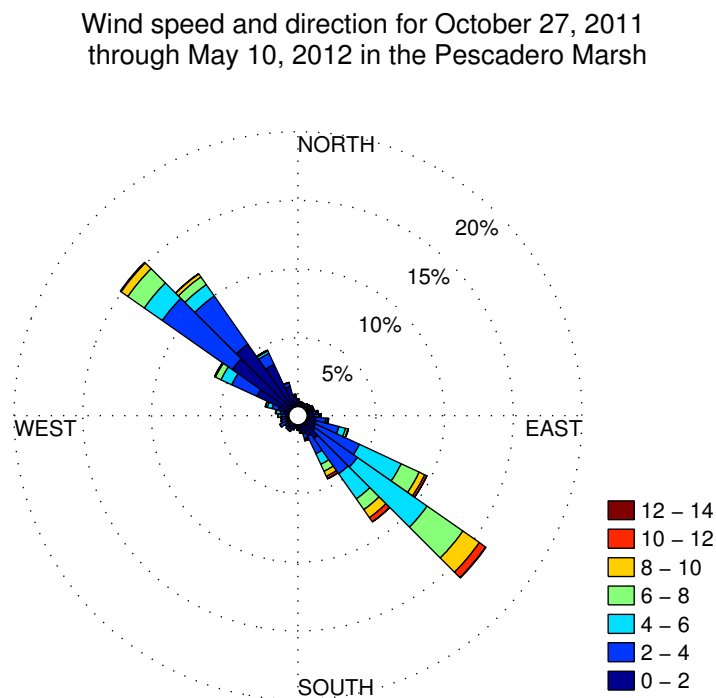 Wind speed and direction for October 27, 2011
through May 10, 2012 in the Pescadero Marsh
NORTH
20%
15%
10%
5%
WEST
EAST
12 − 14
10 − 12
8 − 10
6 − 8
4 − 6
2 − 4
0 − 2
SOUTH